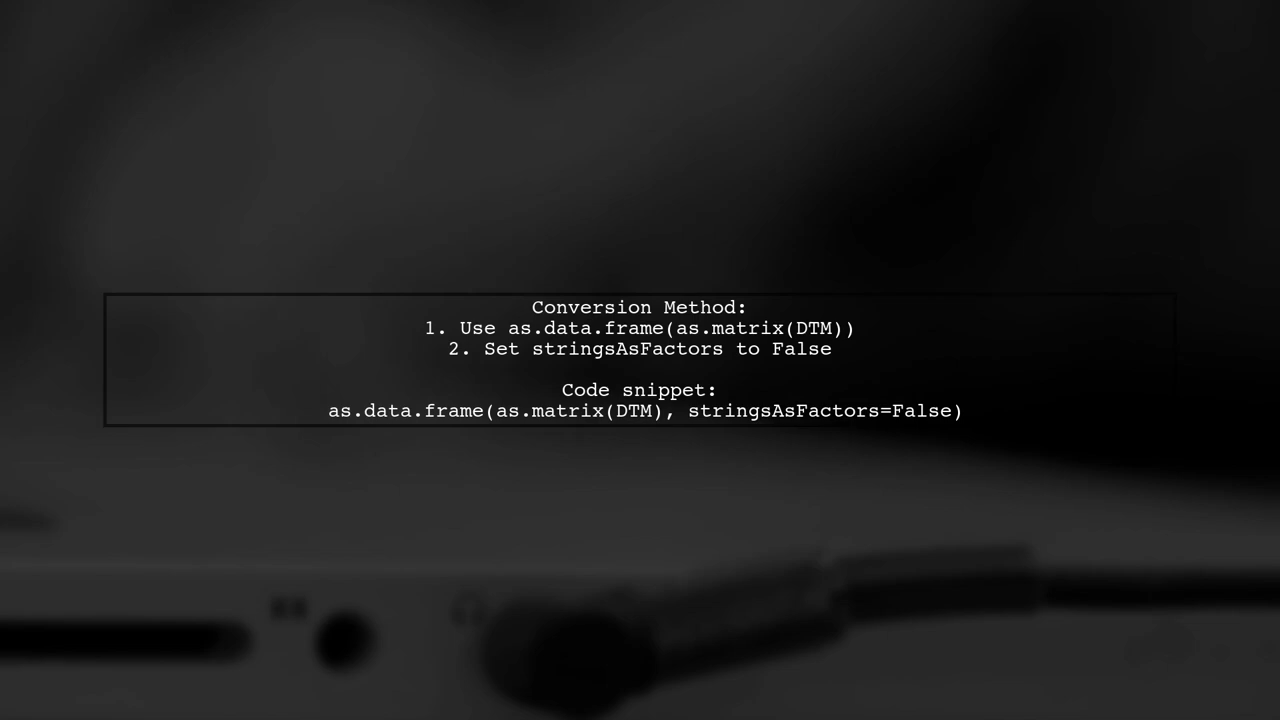 Conversion Method:
1. Use as.data.frame(as.matrix(DTM))
2. Set stringsAsFactors to False
Code snippet:
as.data.frame(as.matrix(DTM), stringsAsFactors=False)